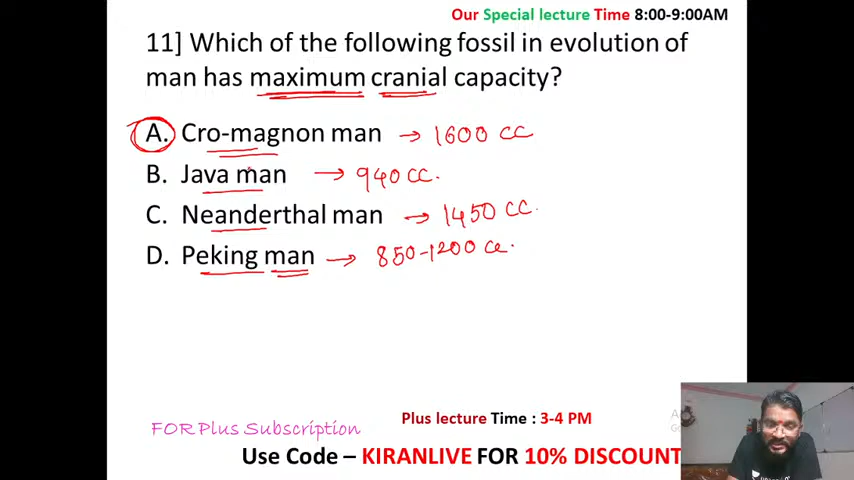 Our Special lecture Time 8:00-9:00AM
11] Which of the following fossil in evolution of
man has maximum cranial capacity?
A. Cro-magnon man → 1600 cc
B. Java man → 940 cc.
C. Neanderthal man → 1450 cc.
D. Peking man → 850-1200 cc.
FOR Plus Subscription
Plus lecture Time : 3-4 PM
Use Code – KIRANLIVE FOR 10% DISCOUNT